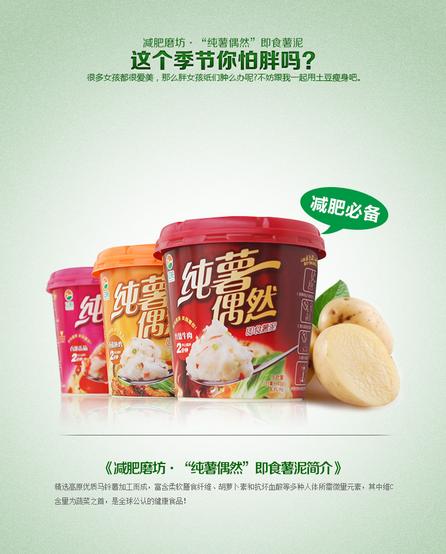 减肥磨坊·“纯薯偶然”即食薯泥
这个季节你怕胖吗?
很多女孩都很爱美，那么胖女孩纸们肿么办呢?不妨跟我一起用土豆瘦身吧。
减肥必备
纯薯
偶然
即食薯泥
纯薯
偶然
纯薯
《减肥磨坊·“纯薯偶然”即食薯泥简介》
精选高原优质马铃薯加工而成，富含柔软膳食纤维、胡萝卜素和抗坏血酸等多种人体所需微量元素，其中维C
含量为蔬菜之首，是全球公认的健康食品!